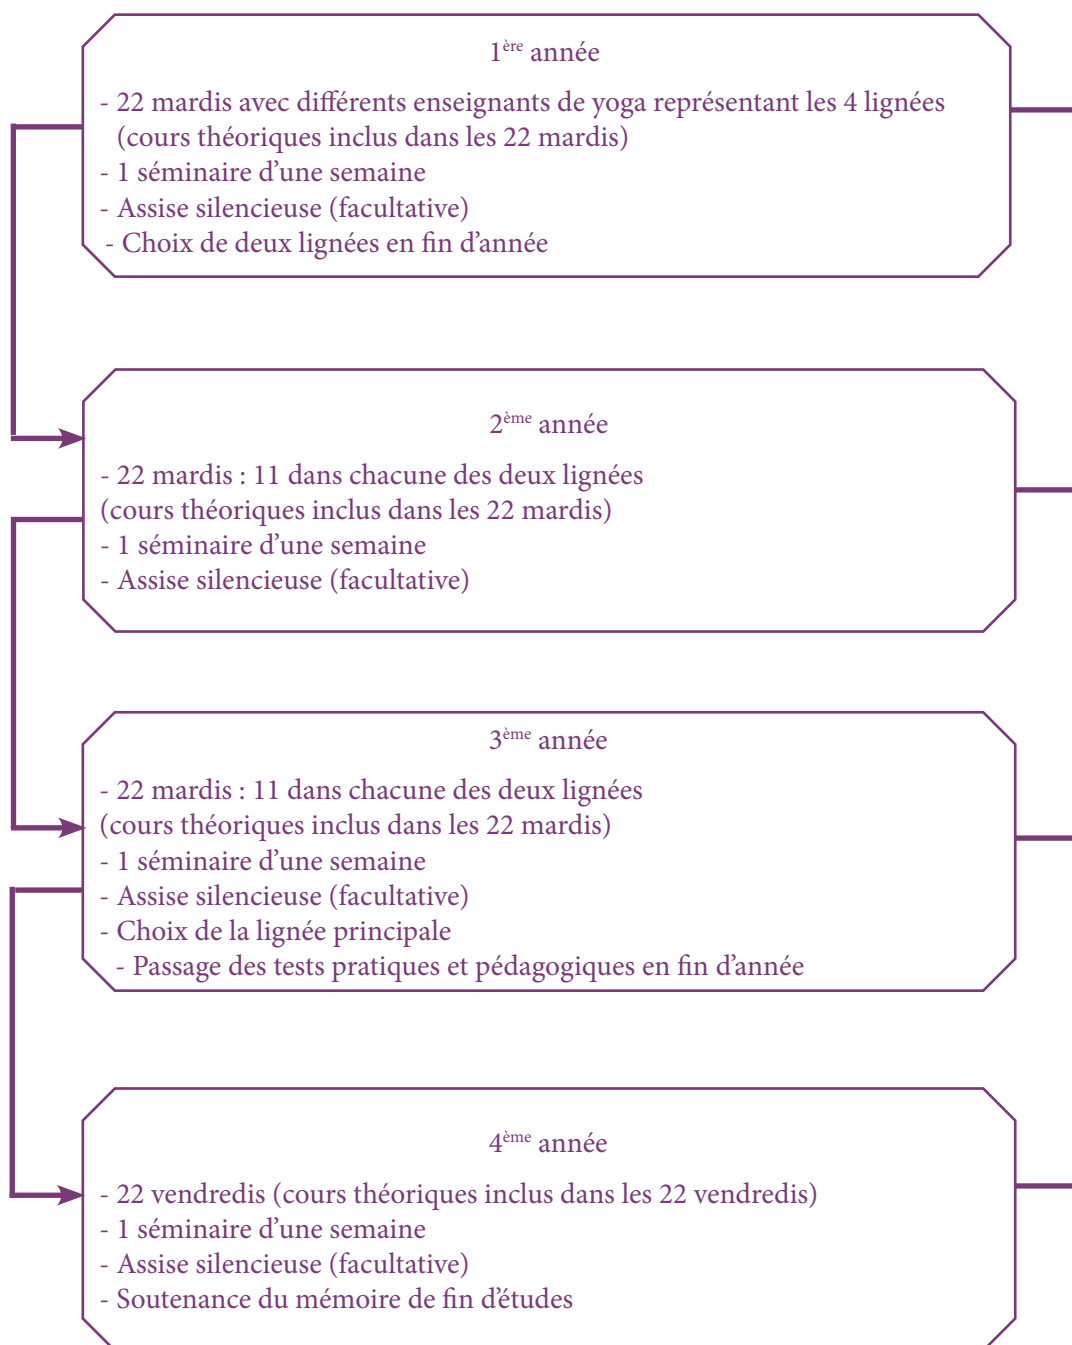 1ère année
- 22 mardis avec différents enseignants de yoga représentant les 4 lignées
(cours théoriques inclus dans les 22 mardis)
- 1 séminaire d’une semaine
- Assise silencieuse (facultative)
- Choix de deux lignées en fin d’année
2ème année
- 22 mardis : 11 dans chacune des deux lignées
(cours théoriques inclus dans les 22 mardis)
- 1 séminaire d’une semaine
- Assise silencieuse (facultative)
3ème année
- 22 mardis : 11 dans chacune des deux lignées
(cours théoriques inclus dans les 22 mardis)
- 1 séminaire d’une semaine
- Assise silencieuse (facultative)
- Choix de la lignée principale
- Passage des tests pratiques et pédagogiques en fin d’année
4ème année
- 22 vendredis (cours théoriques inclus dans les 22 vendredis)
- 1 séminaire d’une semaine
- Assise silencieuse (facultative)
- Soutenance du mémoire de fin d’études